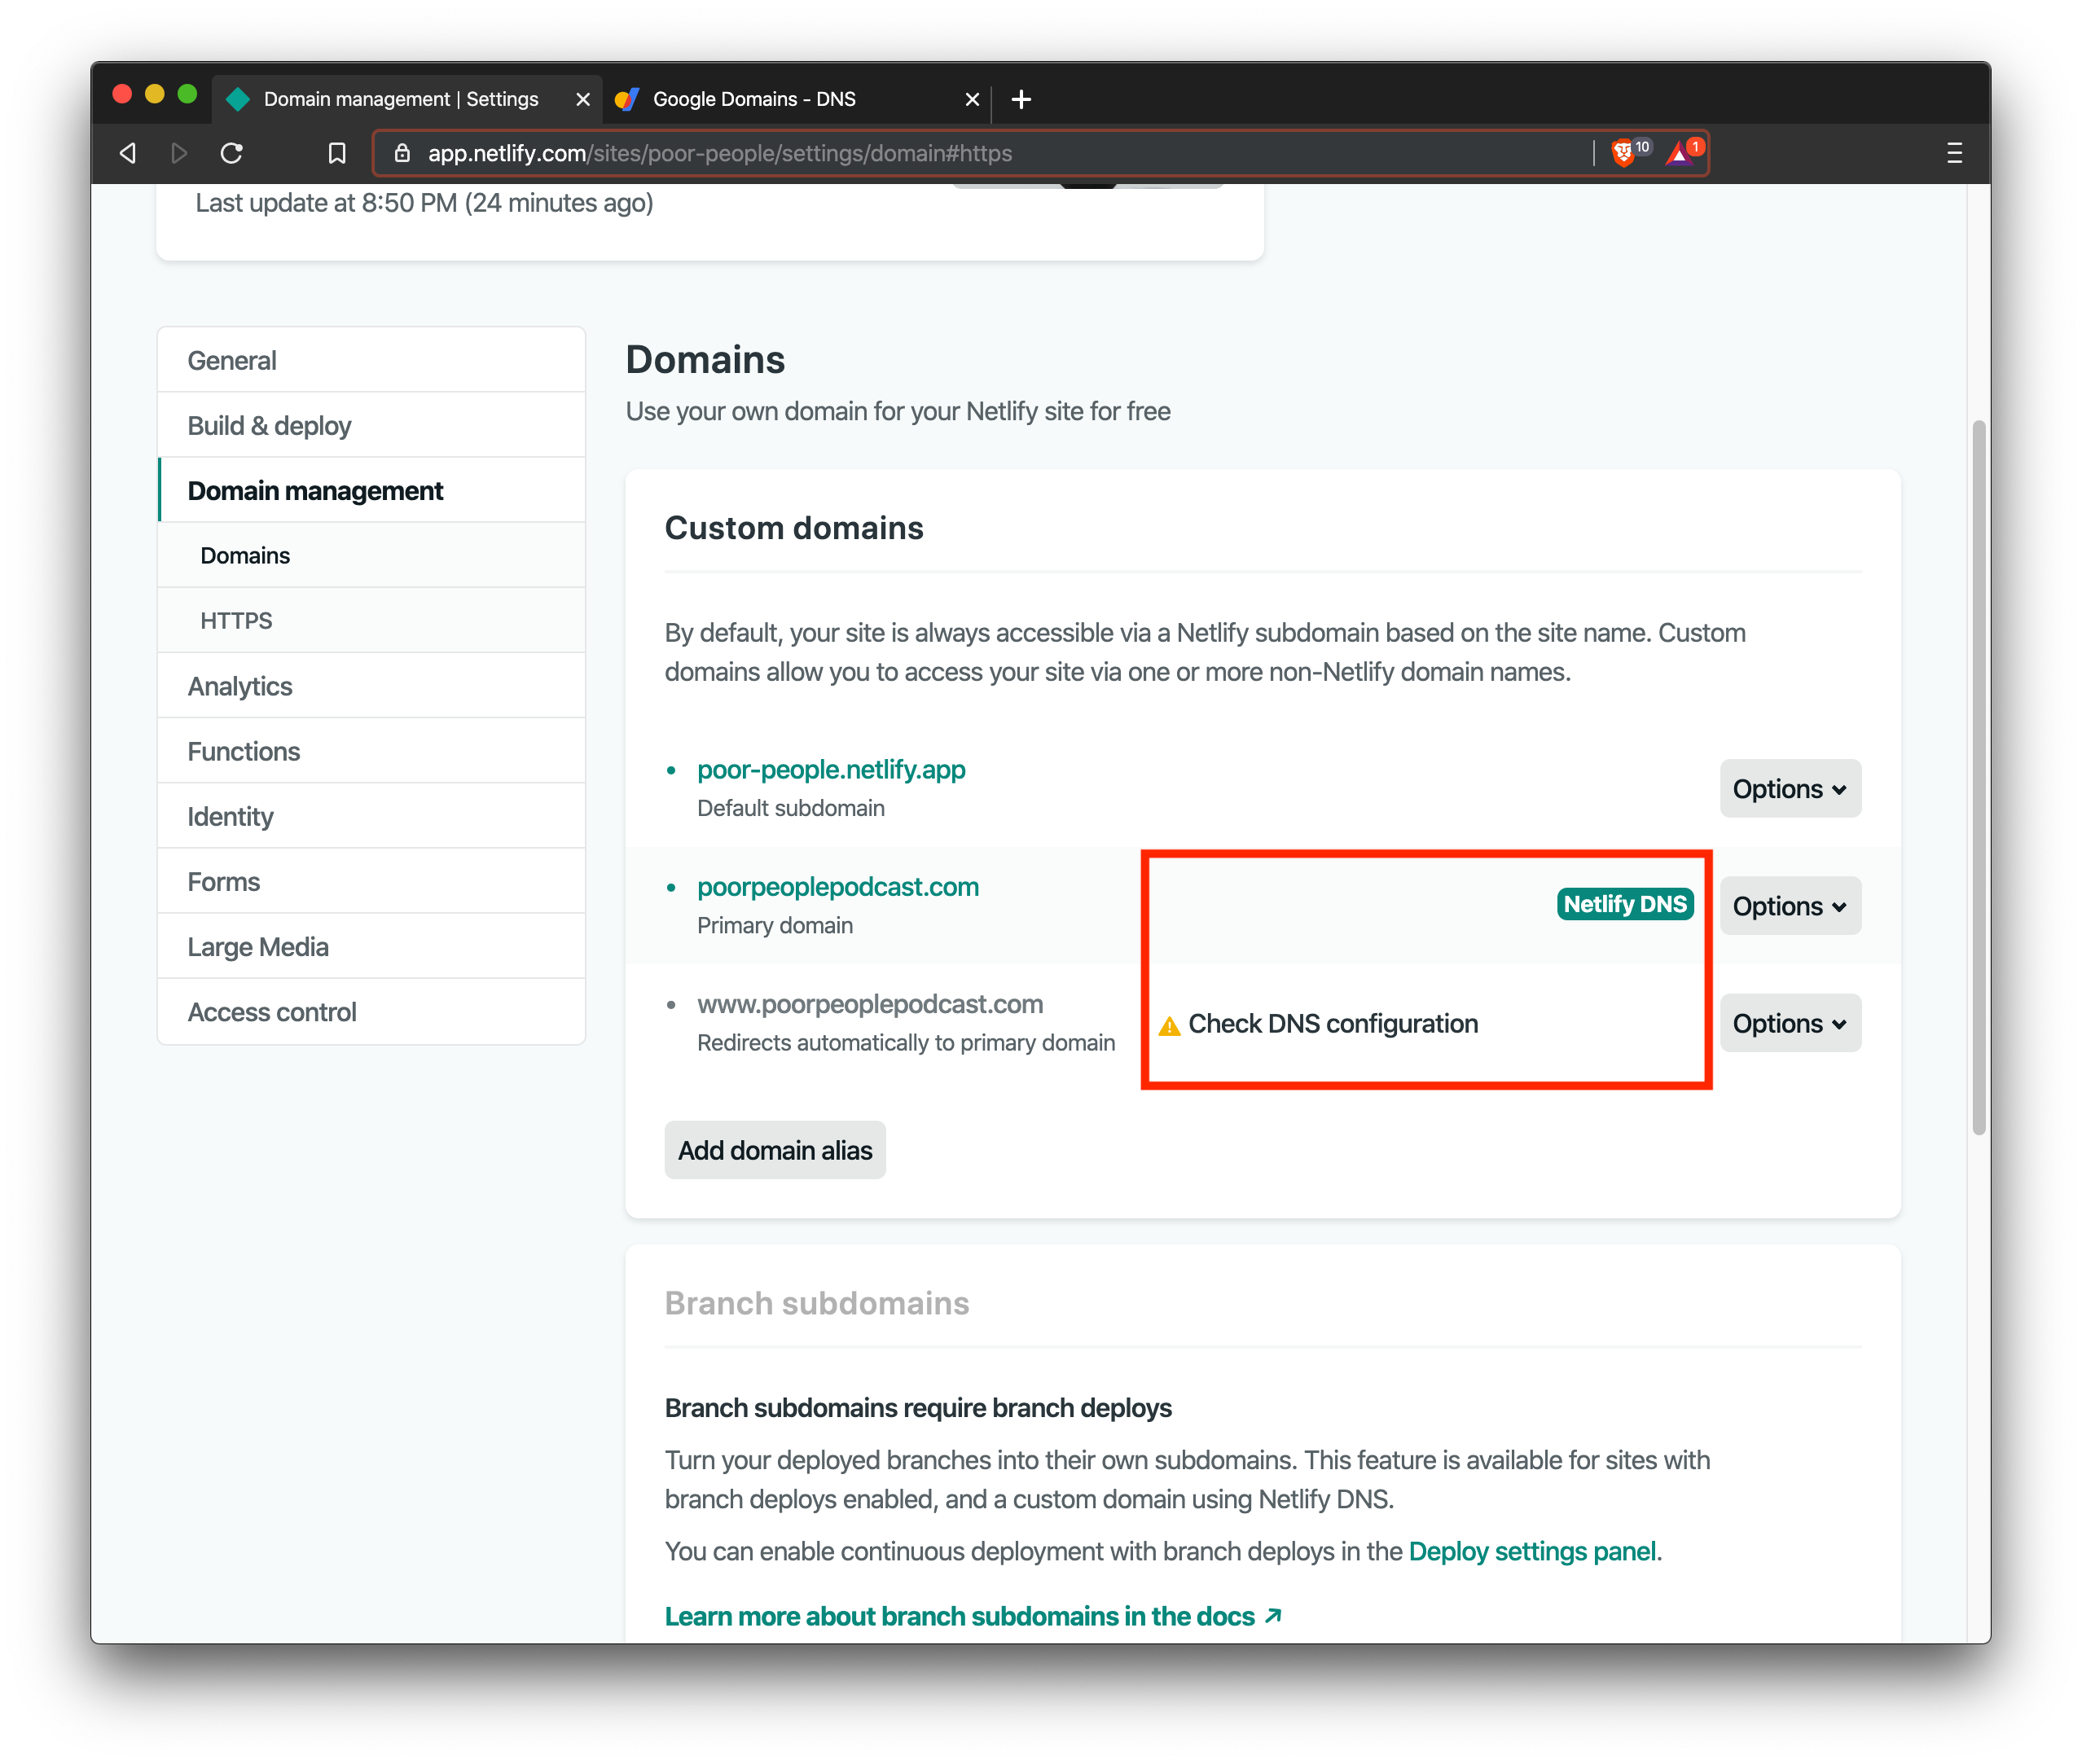 Domain management | Settings
Google Domains - DNS
app.netlify.com/sites/poor-people/settings/domain#https
10
1
Last update at 8:50 PM (24 minutes ago)
General
Build & deploy
Domain management
Domains
HTTPS
Analytics
Functions
Identity
Forms
Large Media
Access control
Domains
Use your own domain for your Netlify site for free
Custom domains
By default, your site is always accessible via a Netlify subdomain based on the site name. Custom
domains allow you to access your site via one or more non-Netlify domain names.
poor-people.netlify.app
Default subdomain
Options
poorpeoplepodcast.com
Primary domain
Netlify DNS
Options
www.poorpeoplepodcast.com
Redirects automatically to primary domain
Check DNS configuration
Options
Add domain alias
Branch subdomains
Branch subdomains require branch deploys
Turn your deployed branches into their own subdomains. This feature is available for sites with
branch deploys enabled, and a custom domain using Netlify DNS.
You can enable continuous deployment with branch deploys in the Deploy settings panel.
Learn more about branch subdomains in the docs